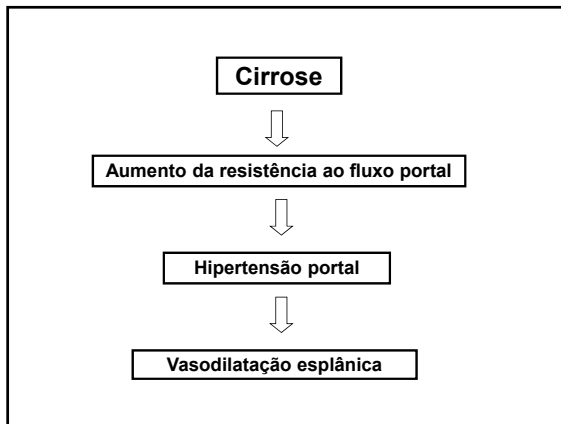 Cirrose
Aumento da resistência ao fluxo portal
Hipertensão portal
Vasodilatação esplânica